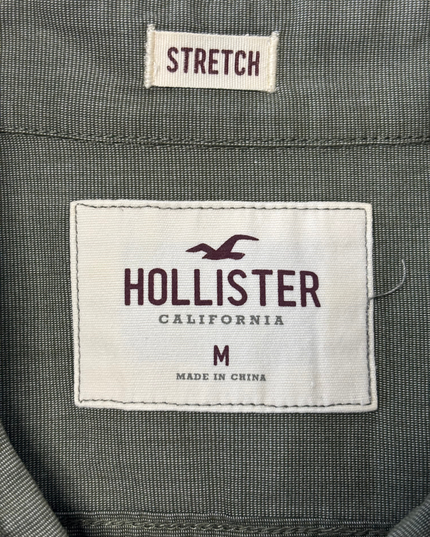 STRETCH
HOLLISTER
CALIFORNIA
M
MADE IN CHINA